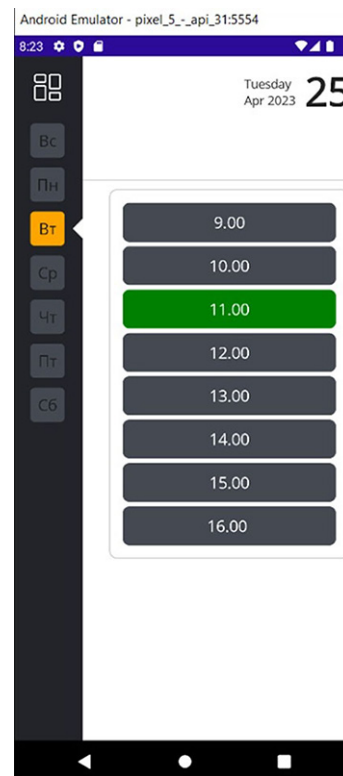 Android Emulator - pixel_5_-_api_31:5554
8:23
Tuesday
Apr 2023
25
Вс
Пн
Вт
Ср
Чт
Пт
Сб
9.00
10.00
11.00
12.00
13.00
14.00
15.00
16.00